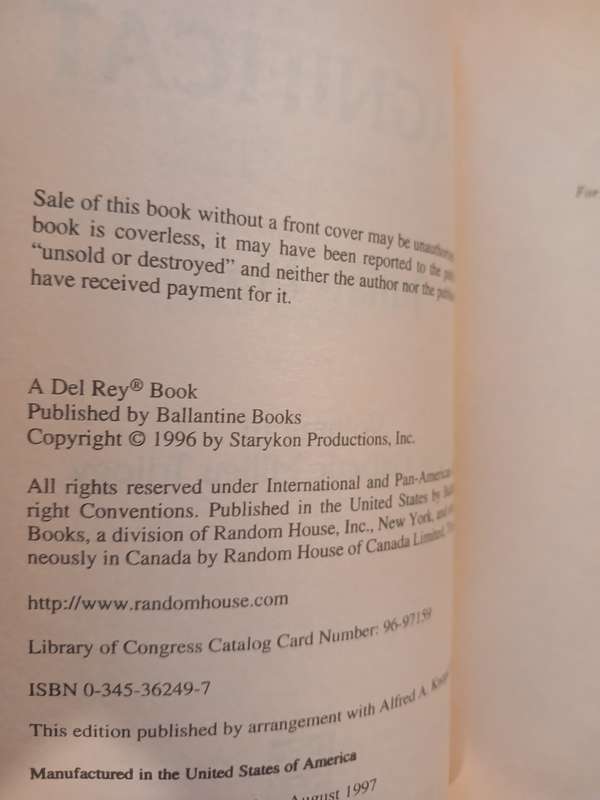 Sale of this book without a front cover may be
book is coverless, it may have been reported to the
“unsold or destroyed” and neither the author nor the
have received payment for it.
A Del Rey® Book
Published by Ballantine Books
Copyright © 1996 by Starykon Productions, Inc.
All rights reserved under International and Pan-American
right Conventions. Published in the United States by
Books, a division of Random House, Inc., New York, and
neously in Canada by Random House of Canada Limited,
http://www.randomhouse.com
Library of Congress Catalog Card Number: 96-97159
ISBN 0-345-36249-7
This edition published by arrangement with Alfred A.
Manufactured in the United States of America
August 1997
For